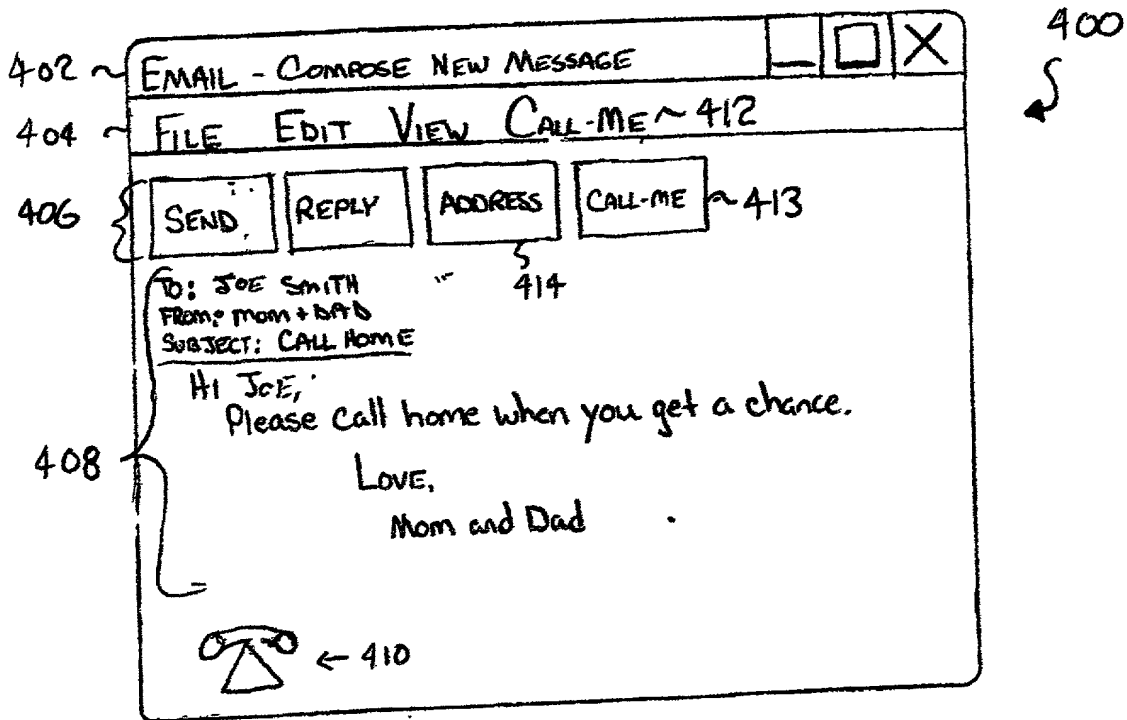 400
402 ~ EMAIL - COMPOSE NEW MESSAGE
404 ~ FILE EDIT VIEW CALL-ME ~ 412
406 { SEND REPLY ADDRESS CALL-ME ~ 413
414
TO: JOE SMITH
FROM: MOM + DAD
SUBJECT: CALL HOME
HI JOE,
Please call home when you get a chance.
408
LOVE,
Mom and Dad
← 410